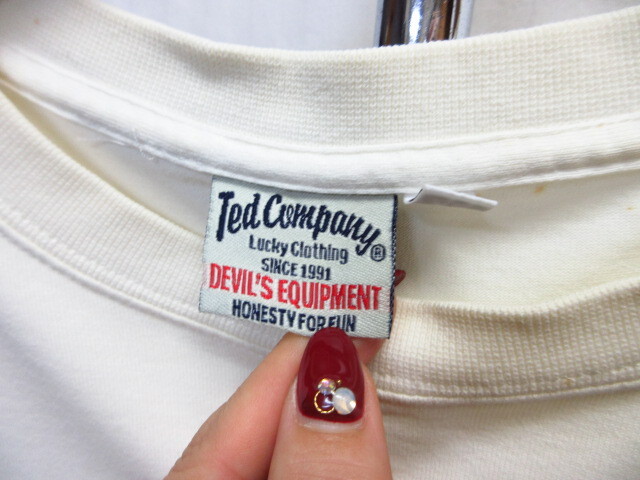 Ted Company®
Lucky Clothing
SINCE 1991
DEVIL'S EQUIPMENT
HONESTY FOR FUN